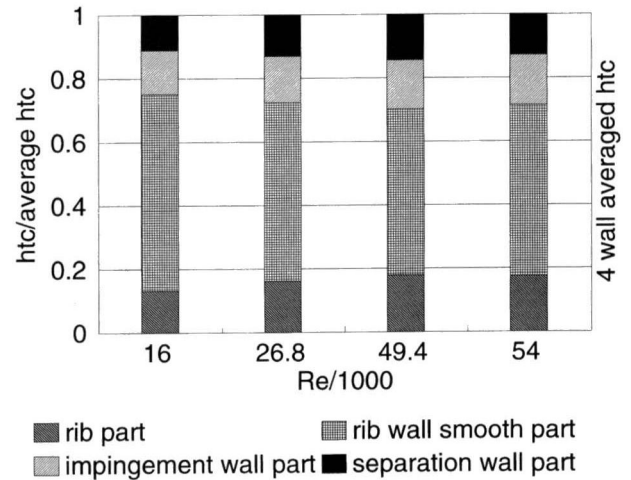 1
0.8
0.6
0.4
0.2
0
htc/average htc
4 wall averaged htc
16 26.8 49.4 54
Re/1000
rib part rib wall smooth part
impingement wall part separation wall part